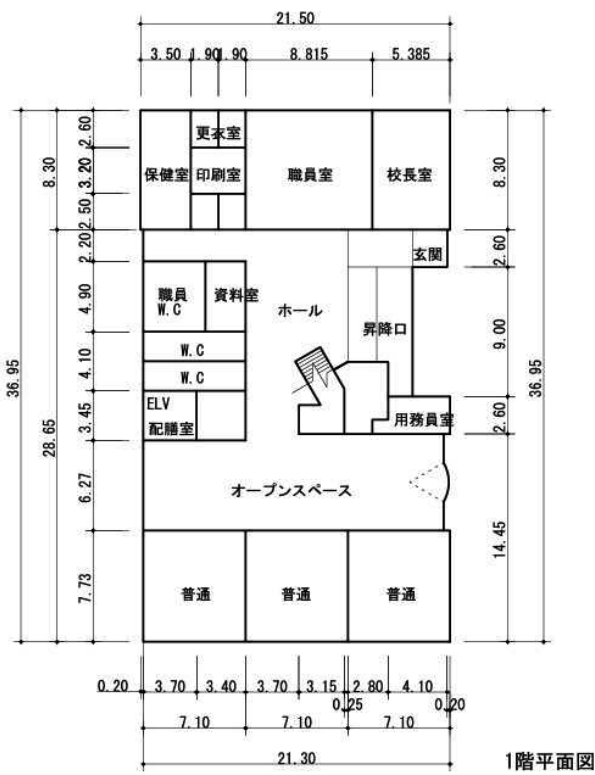 21.50
3.50 1.90 1.90 8.815 5.385
更衣室
保健室 印刷室 職員室 校長室
玄関
職員 資料室
W.C
ホール
昇降口
W.C
W.C
ELV
配膳室
用務員室
オープンスペース
普通 普通 普通
36.95
8.30
28.65
2.60
3.20
2.50
2.20
4.90
4.10
3.45
6.27
7.73
8.30
2.60
9.00
2.60
14.45
36.95
0.20 3.70 3.40 3.70 3.15 2.80 4.10
0.25 0.20
7.10 7.10 7.10
21.30
1階平面図